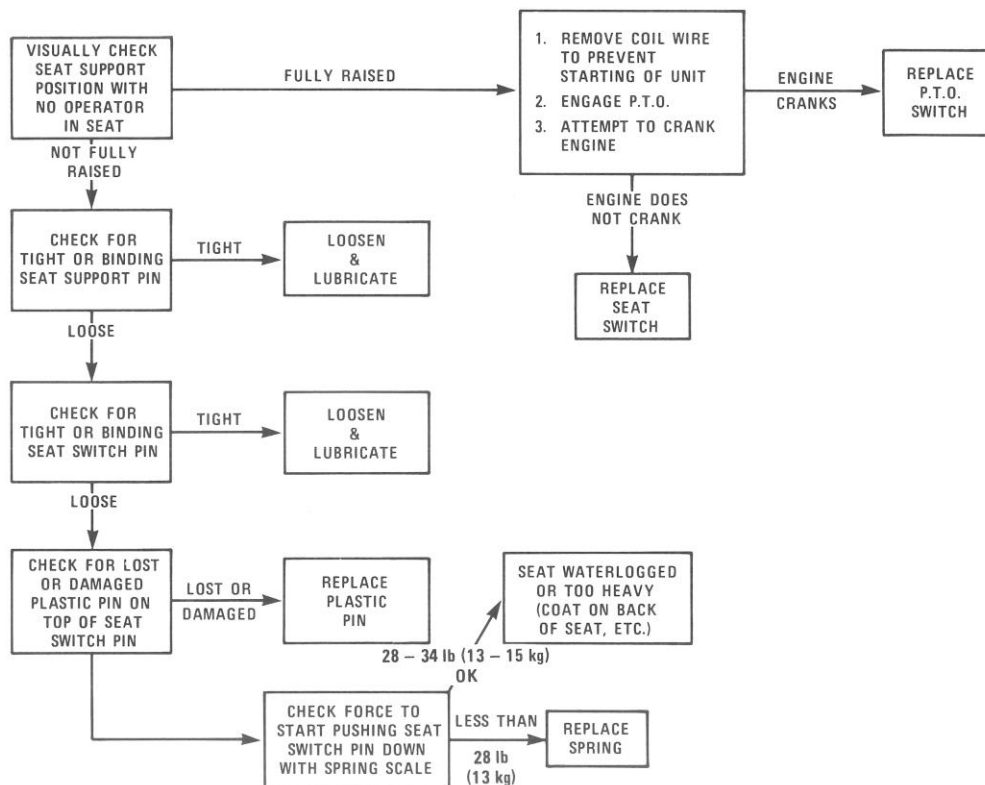 VISUALLY CHECK
SEAT SUPPORT
POSITION WITH
NO OPERATOR
IN SEAT
FULLY RAISED
1. REMOVE COIL WIRE
TO PREVENT
STARTING OF UNIT
2. ENGAGE P.T.O.
3. ATTEMPT TO CRANK
ENGINE
ENGINE
CRANKS
REPLACE
P.T.O.
SWITCH
NOT FULLY
RAISED
ENGINE DOES
NOT CRANK
REPLACE
SEAT
SWITCH
CHECK FOR
TIGHT OR BINDING
SEAT SUPPORT PIN
TIGHT
LOOSEN
&
LUBRICATE
LOOSE
CHECK FOR
TIGHT OR BINDING
SEAT SWITCH PIN
TIGHT
LOOSEN
&
LUBRICATE
LOOSE
CHECK FOR LOST
OR DAMAGED
PLASTIC PIN ON
TOP OF SEAT
SWITCH PIN
LOST OR
DAMAGED
REPLACE
PLASTIC
PIN
SEAT WATERLOGGED
OR TOO HEAVY
(COAT ON BACK
OF SEAT, ETC.)
28 – 34 lb (13 – 15 kg)
OK
CHECK FORCE TO
START PUSHING SEAT
SWITCH PIN DOWN
WITH SPRING SCALE
LESS THAN
28 lb
(13 kg)
REPLACE
SPRING